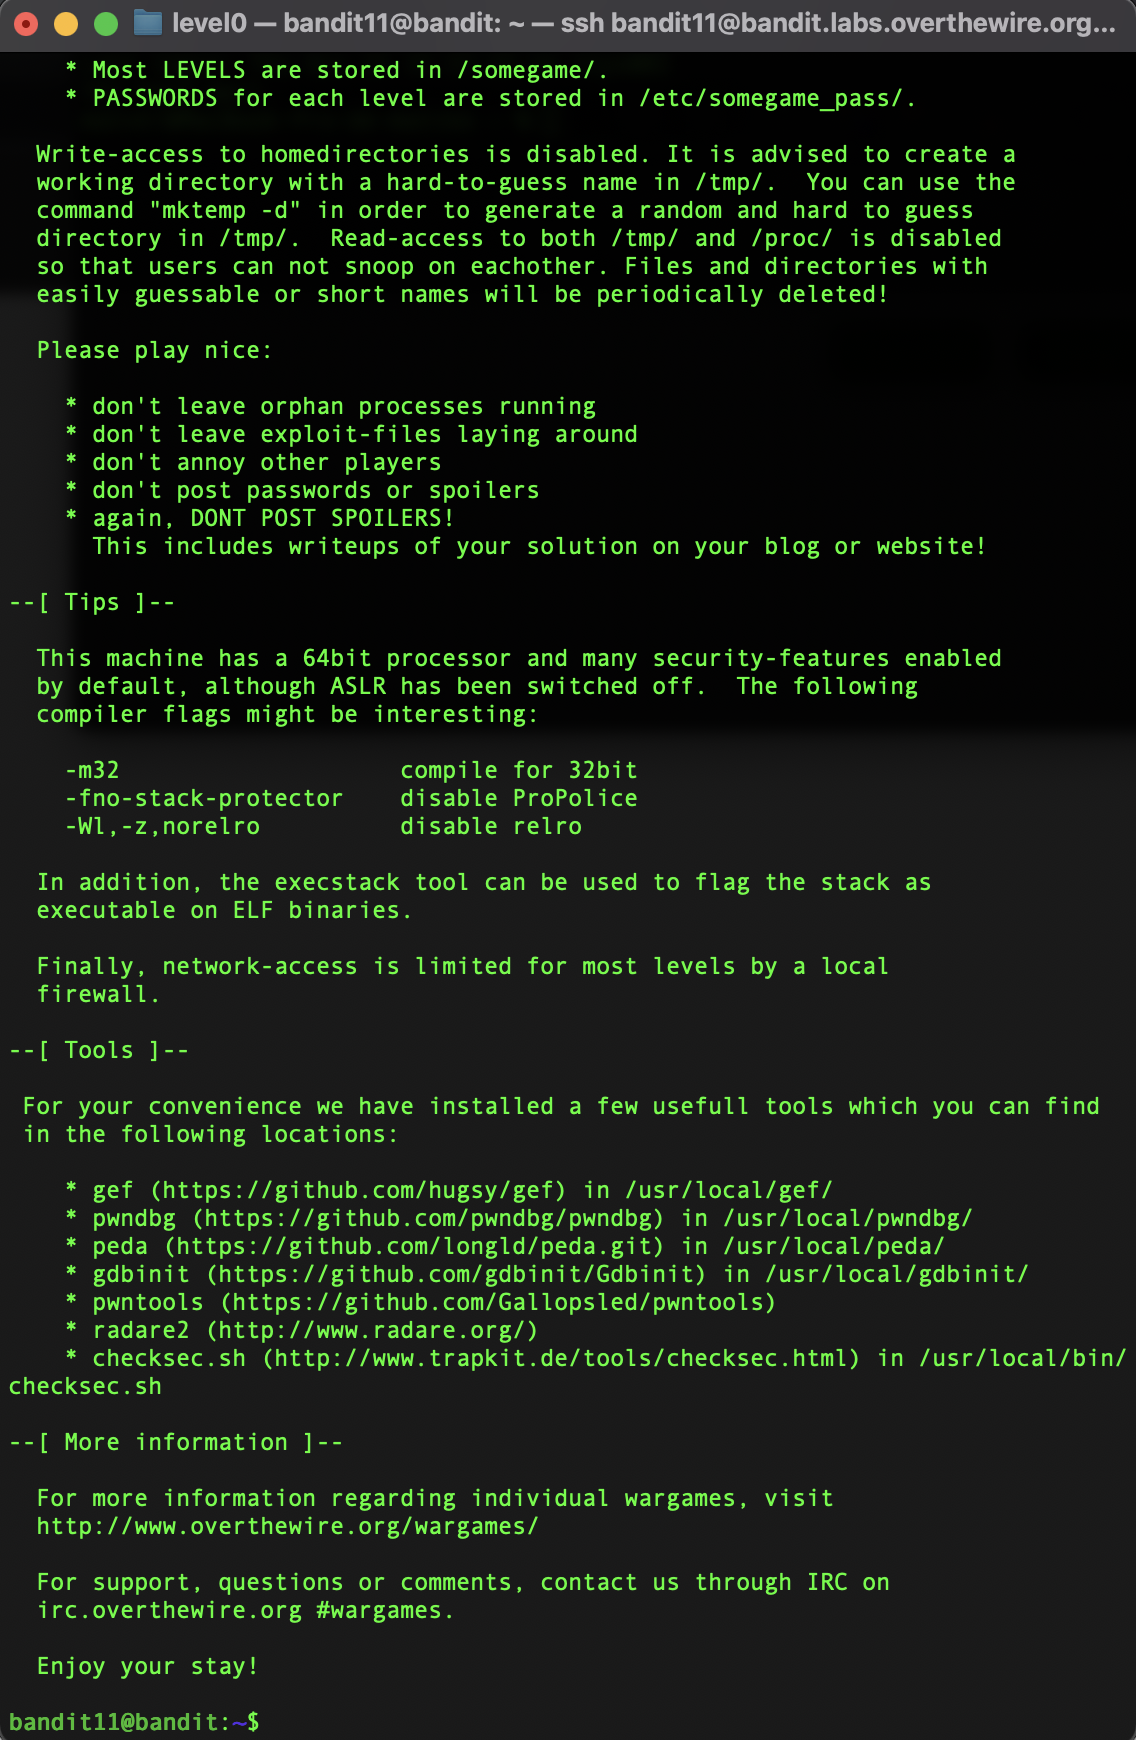 level0 — bandit11@bandit: ~ — ssh bandit11@bandit.labs.overthewire.org...
* Most LEVELS are stored in /somegame/.
* PASSWORDS for each level are stored in /etc/somegame_pass/.
Write-access to homedirectories is disabled. It is advised to create a
working directory with a hard-to-guess name in /tmp/.  You can use the
command "mktemp -d" in order to generate a random and hard to guess
directory in /tmp/.  Read-access to both /tmp/ and /proc/ is disabled
so that users can not snoop on eachother. Files and directories with
easily guessable or short names will be periodically deleted!
Please play nice:
* don't leave orphan processes running
* don't leave exploit-files laying around
* don't annoy other players
* don't post passwords or spoilers
* again, DONT POST SPOILERS!
This includes writeups of your solution on your blog or website!
--[ Tips ]--
This machine has a 64bit processor and many security-features enabled
by default, although ASLR has been switched off.  The following
compiler flags might be interesting:
-m32                    compile for 32bit
-fno-stack-protector    disable ProPolice
-Wl,-z,norelro          disable relro
In addition, the execstack tool can be used to flag the stack as
executable on ELF binaries.
Finally, network-access is limited for most levels by a local
firewall.
--[ Tools ]--
For your convenience we have installed a few usefull tools which you can find
in the following locations:
* gef (https://github.com/hugsy/gef) in /usr/local/gef/
* pwndbg (https://github.com/pwndbg/pwndbg) in /usr/local/pwndbg/
* peda (https://github.com/longld/peda.git) in /usr/local/peda/
* gdbinit (https://github.com/gdbinit/Gdbinit) in /usr/local/gdbinit/
* pwntools (https://github.com/Gallopsled/pwntools)
* radare2 (http://www.radare.org/)
* checksec.sh (http://www.trapkit.de/tools/checksec.html) in /usr/local/bin/
checksec.sh
--[ More information ]--
For more information regarding individual wargames, visit
http://www.overthewire.org/wargames/
For support, questions or comments, contact us through IRC on
irc.overthewire.org #wargames.
Enjoy your stay!
bandit11@bandit:~$